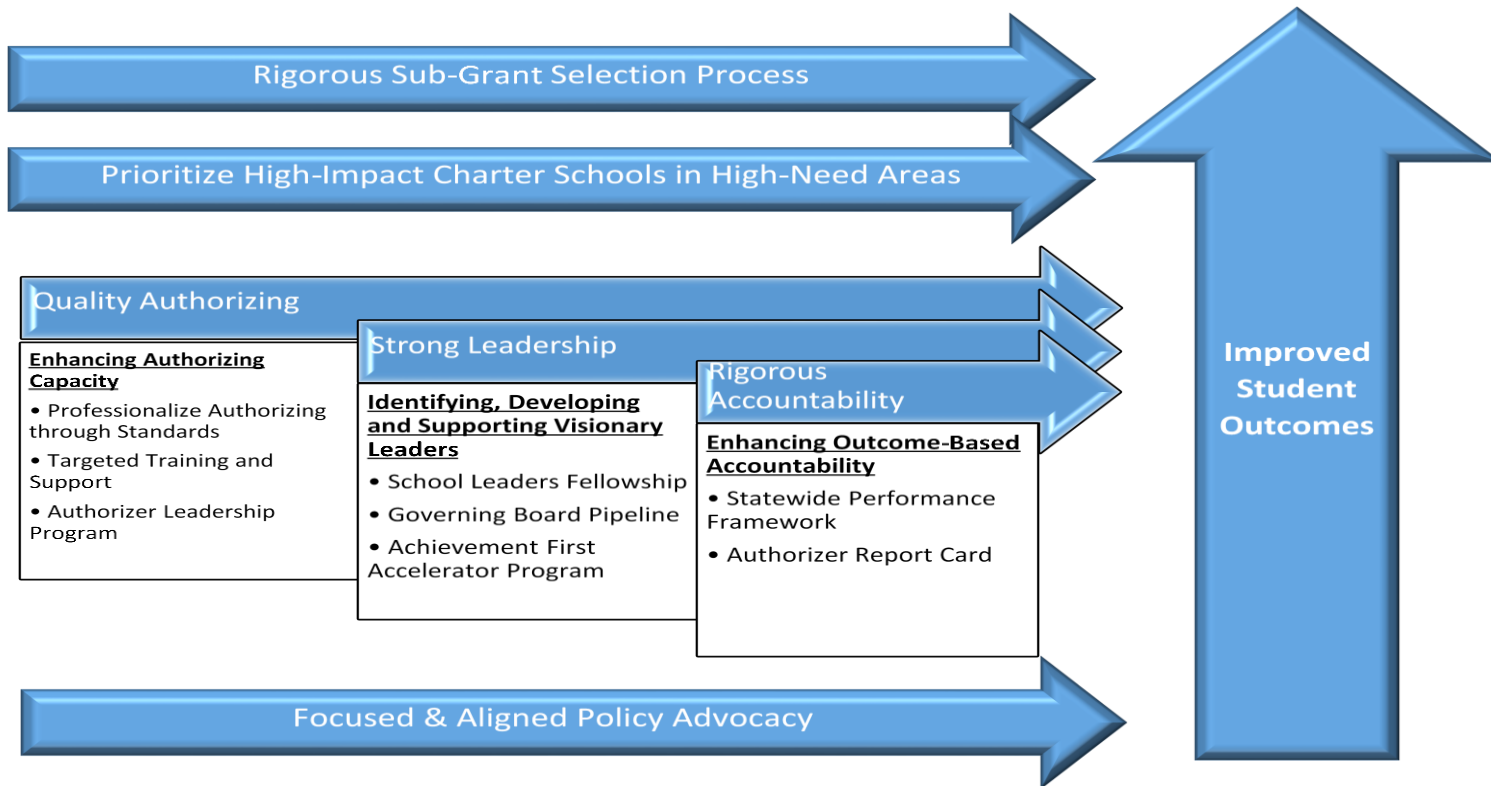 Rigorous Sub-Grant Selection Process
Prioritize High-Impact Charter Schools in High-Need Areas
Quality Authorizing
Enhancing Authorizing
Capacity
• Professionalize Authorizing
through Standards
• Targeted Training and
Support
• Authorizer Leadership
Program
Strong Leadership
Identifying, Developing
and Supporting Visionary
Leaders
• School Leaders Fellowship
• Governing Board Pipeline
• Achievement First
Accelerator Program
Rigorous
Accountability
Enhancing Outcome-Based
Accountability
• Statewide Performance
Framework
• Authorizer Report Card
Focused & Aligned Policy Advocacy
Improved
Student
Outcomes